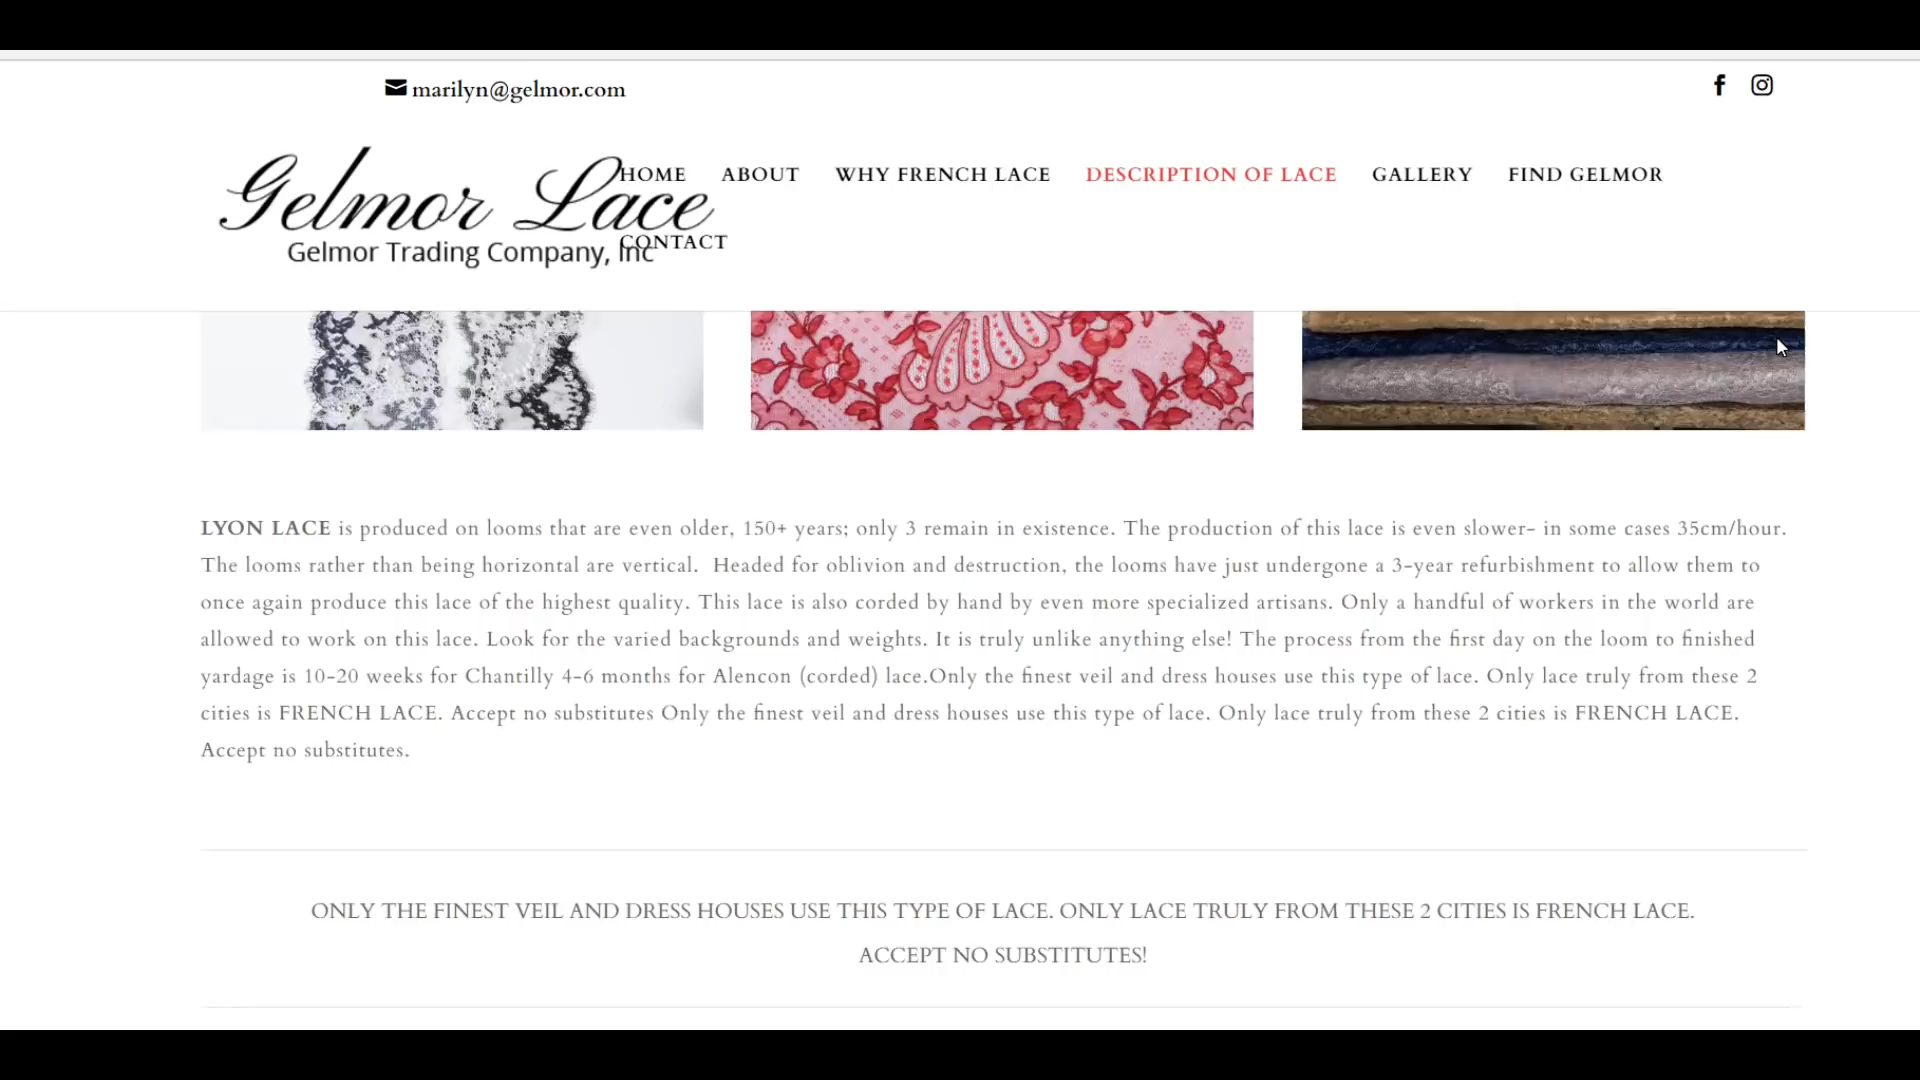 marilyn@gelmor.com
Gelmor Lace
Gelmor Trading Company, Inc
HOME ABOUT WHY FRENCH LACE DESCRIPTION OF LACE GALLERY FIND GELMOR
CONTACT
LYON LACE is produced on looms that are even older, 150+ years; only 3 remain in existence. The production of this lace is even slower- in some cases 35cm/hour.
The looms rather than being horizontal are vertical.  Headed for oblivion and destruction, the looms have just undergone a 3-year refurbishment to allow them to
once again produce this lace of the highest quality. This lace is also corded by hand by even more specialized artisans. Only a handful of workers in the world are
allowed to work on this lace. Look for the varied backgrounds and weights. It is truly unlike anything else! The process from the first day on the loom to finished
yardage is 10-20 weeks for Chantilly 4-6 months for Alencon (corded) lace.Only the finest veil and dress houses use this type of lace. Only lace truly from these 2
cities is FRENCH LACE. Accept no substitutes Only the finest veil and dress houses use this type of lace. Only lace truly from these 2 cities is FRENCH LACE.
Accept no substitutes.
ONLY THE FINEST VEIL AND DRESS HOUSES USE THIS TYPE OF LACE. ONLY LACE TRULY FROM THESE 2 CITIES IS FRENCH LACE.
ACCEPT NO SUBSTITUTES!